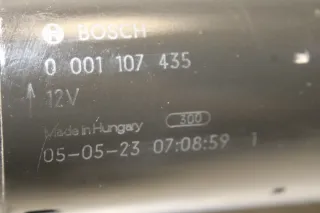 BOSCH
0 001 107 435
12V
Made in Hungary 300
05-05-23 07:08:59 1